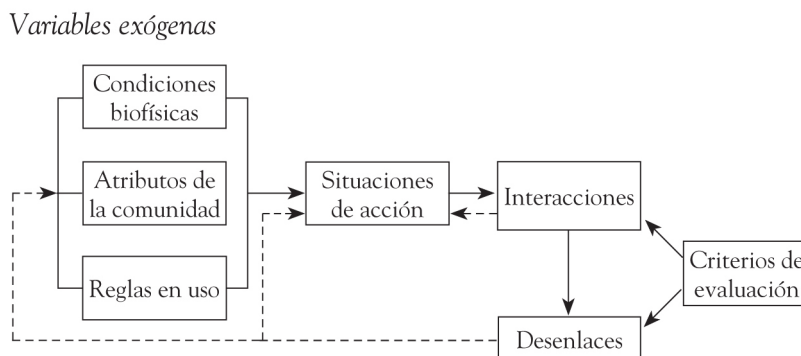 Variables exógenas
Condiciones
biofísicas
Atributos de
la comunidad
Reglas en uso
Situaciones
de acción
Interacciones
Criterios de
evaluación
Desenlaces